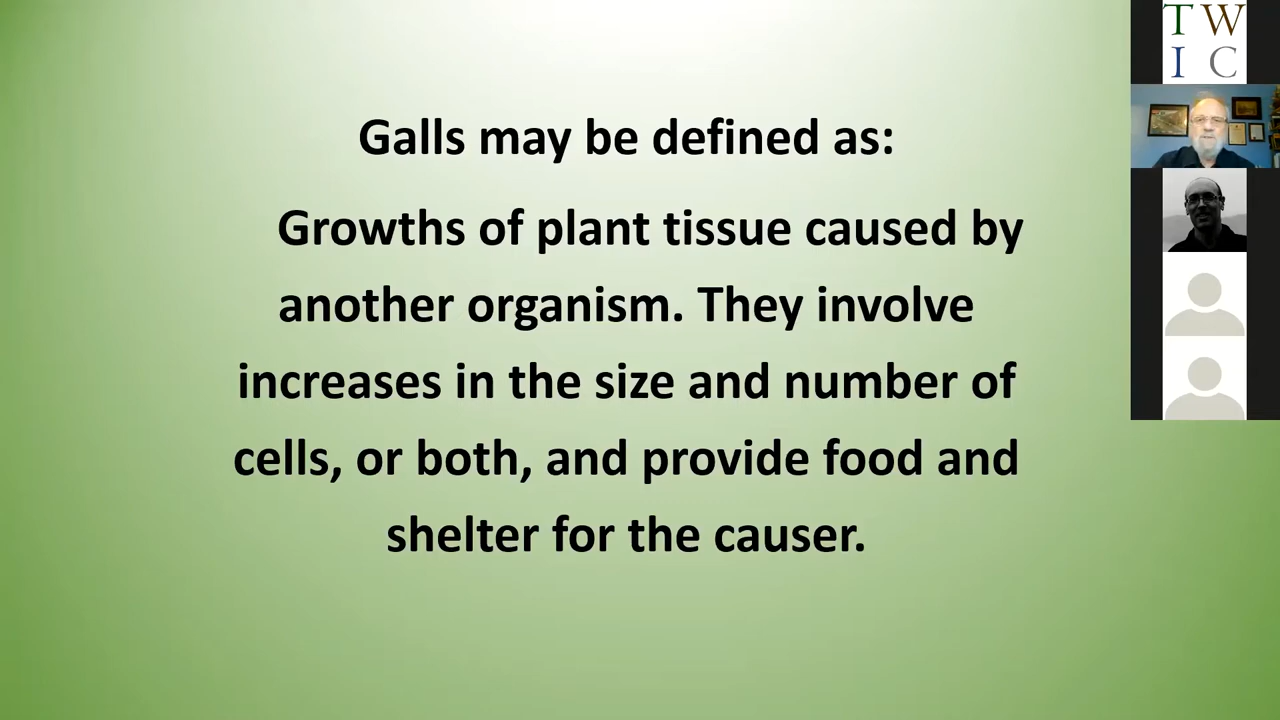 Galls may be defined as:
Growths of plant tissue caused by
another organism. They involve
increases in the size and number of
cells, or both, and provide food and
shelter for the causer.
T W
I C